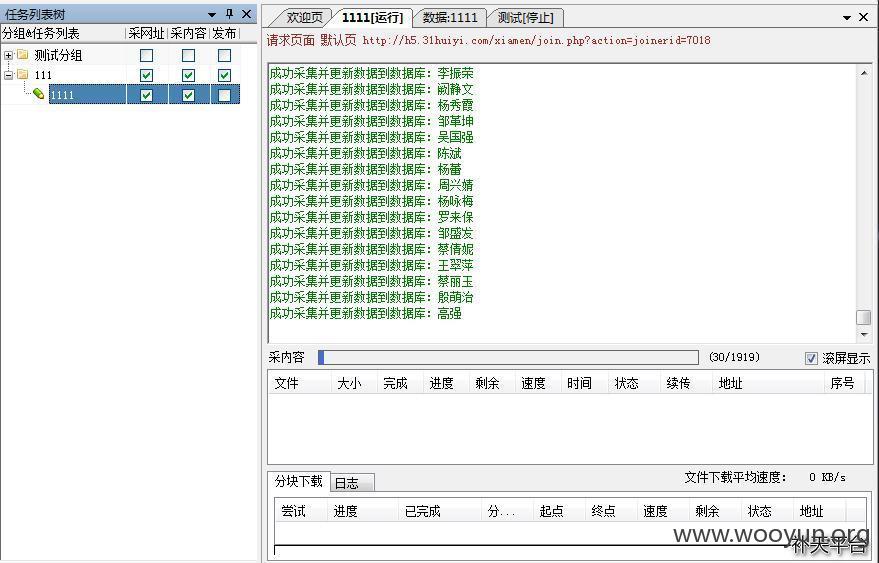 任务列表树
分组&任务列表 采网址 采内容 发布
测试分组
111
1111
欢迎页 1111[运行] 数据:1111 测试[停止]
请求页面 默认页 http://h5.31huiyi.com/xiamen/join.php?action=joinerid=7018
成功采集并更新数据到数据库: 李振荣
成功采集并更新数据到数据库: 阙静文
成功采集并更新数据到数据库: 杨秀霞
成功采集并更新数据到数据库: 邹革坤
成功采集并更新数据到数据库: 吴国强
成功采集并更新数据到数据库: 陈斌
成功采集并更新数据到数据库: 杨蕾
成功采集并更新数据到数据库: 周兴婧
成功采集并更新数据到数据库: 杨咏梅
成功采集并更新数据到数据库: 罗来保
成功采集并更新数据到数据库: 邹盛发
成功采集并更新数据到数据库: 蔡倩妮
成功采集并更新数据到数据库: 王翠萍
成功采集并更新数据到数据库: 蔡丽玉
成功采集并更新数据到数据库: 殷萌治
成功采集并更新数据到数据库: 高强
采内容 (30/1919) 滚屏显示
文件 大小 完成 进度 剩余 速度 时间 状态 续传 地址 序号
分块下载 日志 文件下载平均速度: 0 KB/s
尝试 进度 已完成 分... 起点 终点 速度 剩余 状态 地址
www.wooyun.org
补天平台